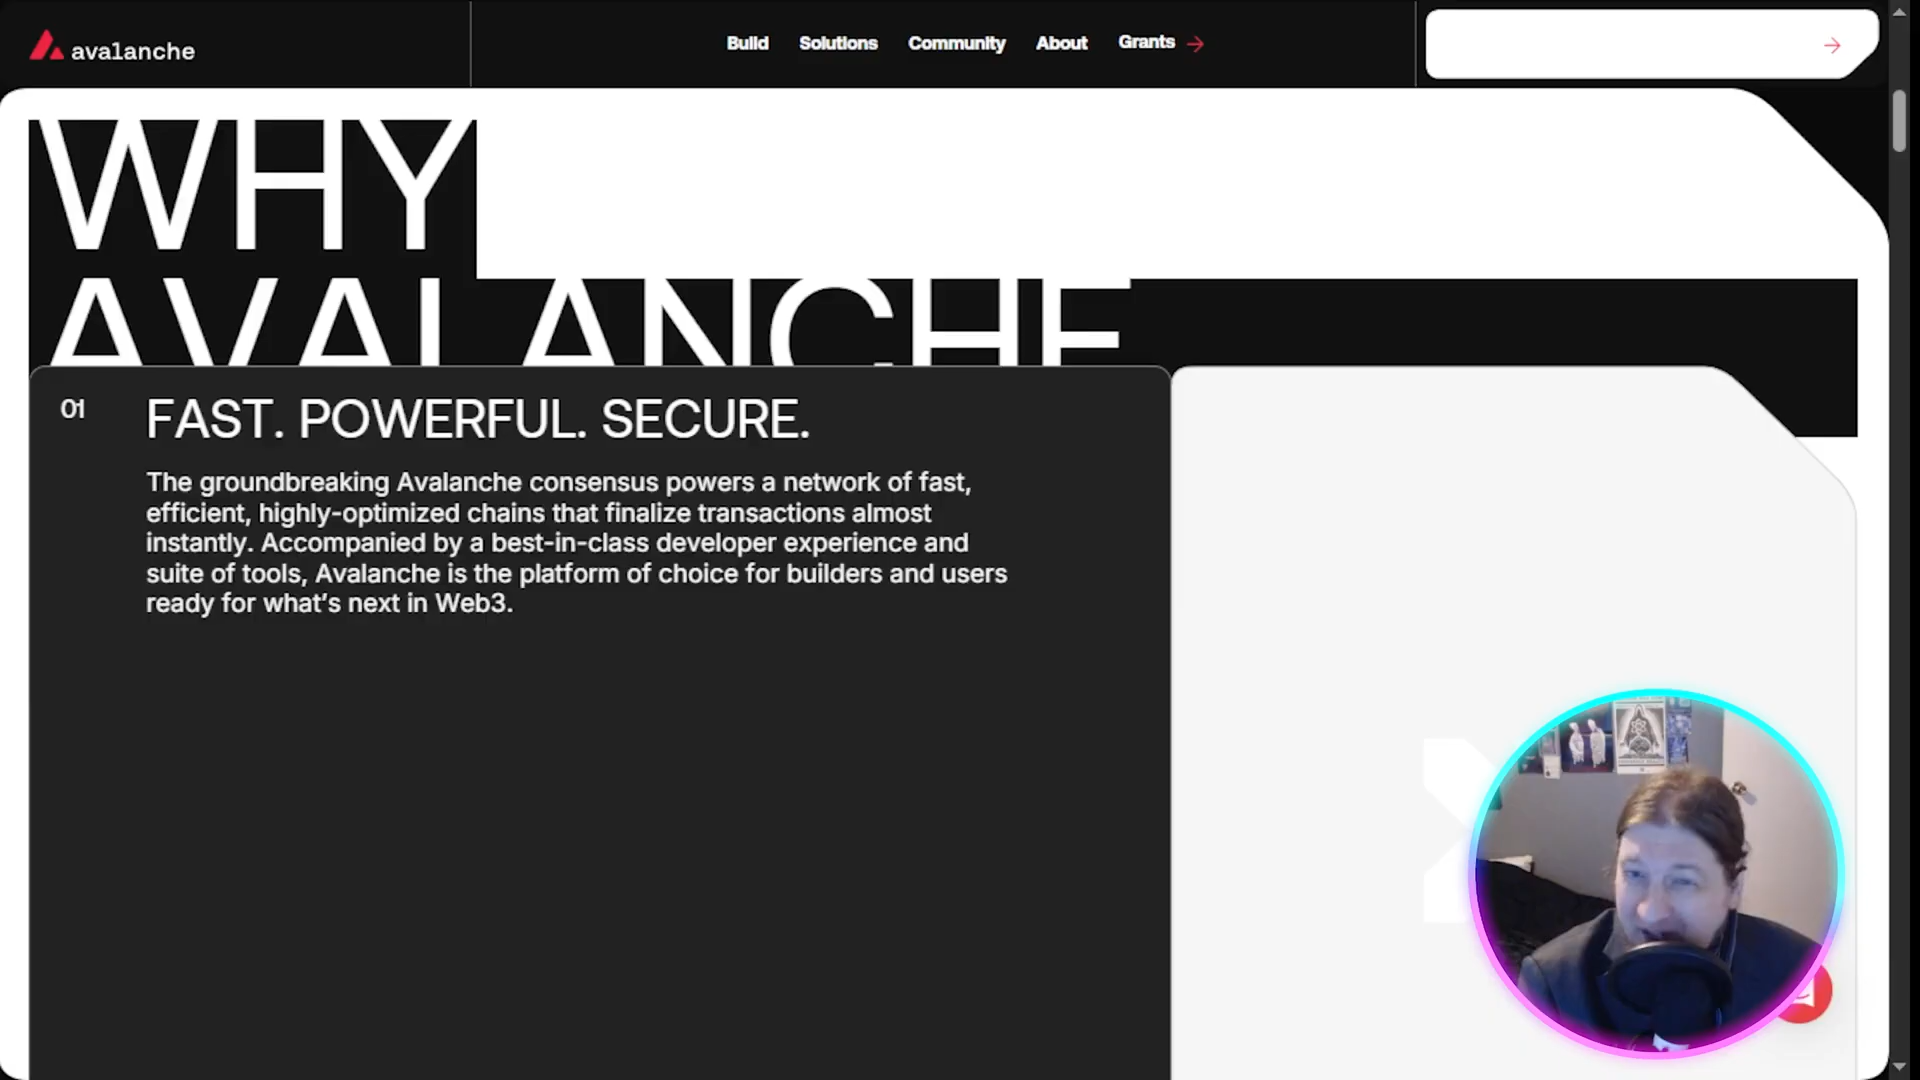 avalanche
Build Solutions Community About Grants
WHY
AVALANCHE
01 FAST. POWERFUL. SECURE.
The groundbreaking Avalanche consensus powers a network of fast,
efficient, highly-optimized chains that finalize transactions almost
instantly. Accompanied by a best-in-class developer experience and
suite of tools, Avalanche is the platform of choice for builders and users
ready for what’s next in Web3.